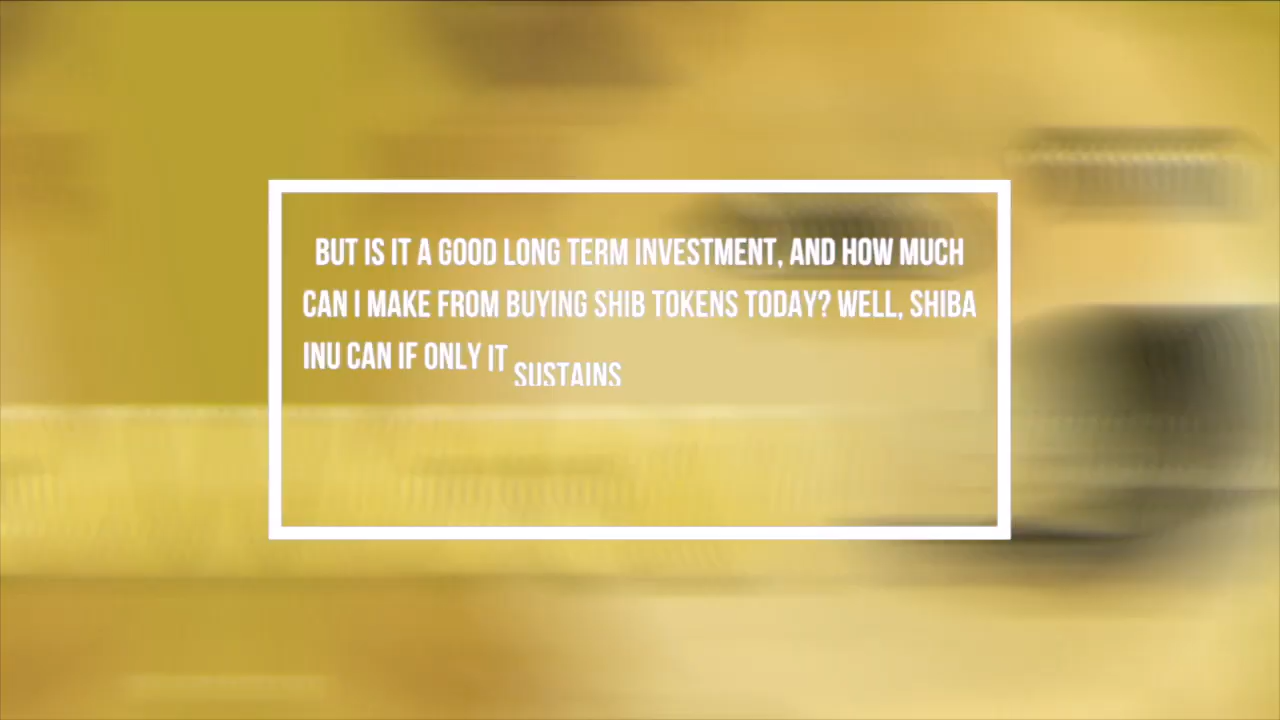 BUT IS IT A GOOD LONG TERM INVESTMENT, AND HOW MUCH
CAN I MAKE FROM BUYING SHIB TOKENS TODAY? WELL, SHIBA
INU CAN IF ONLY IT SUSTAINS